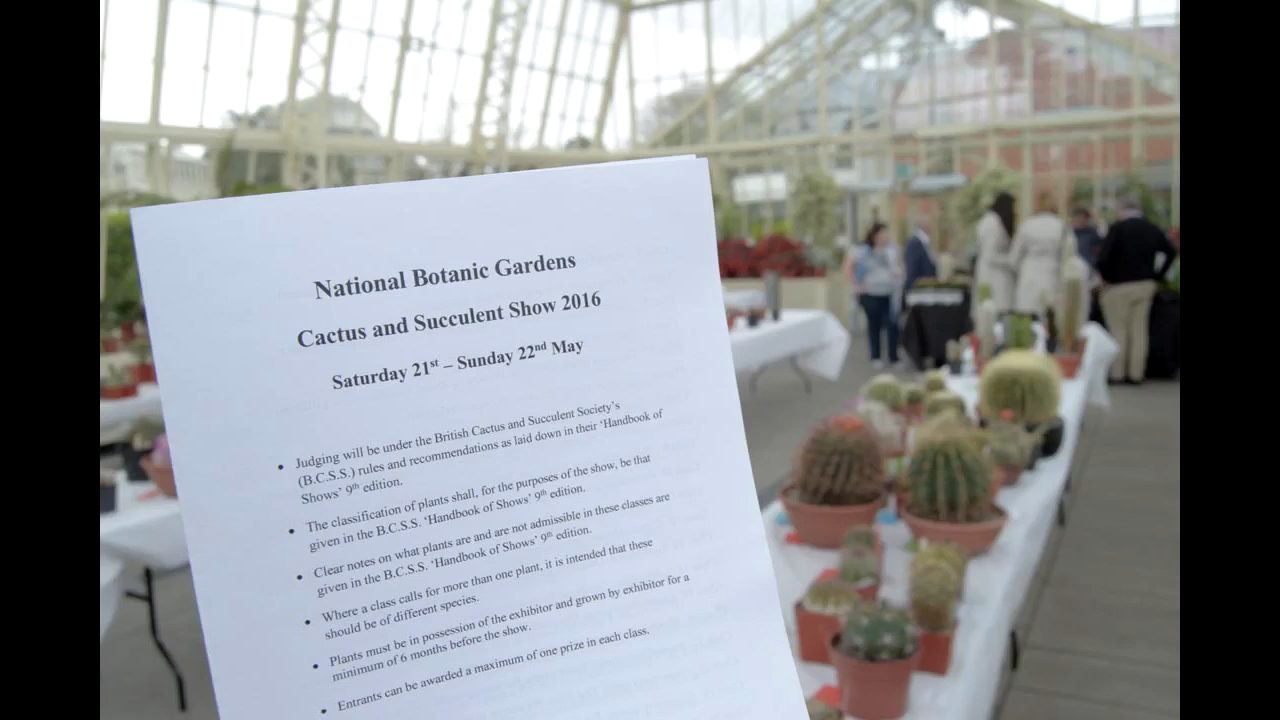 National Botanic Gardens
Cactus and Succulent Show 2016
Saturday 21st – Sunday 22nd May
• Judging will be under the British Cactus and Succulent Society's
(B.C.S.S.) rules and recommendations as laid down in their 'Handbook of
Shows' 9th edition.
• The classification of plants shall, for the purposes of the show, be that
given in the B.C.S.S. 'Handbook of Shows' 9th edition.
• Clear notes on what plants are and are not admissible in these classes are
given in the B.C.S.S. 'Handbook of Shows' 9th edition.
• Where a class calls for more than one plant, it is intended that these
should be of different species.
• Plants must be in possession of the exhibitor and grown by exhibitor for a
minimum of 6 months before the show.
• Entrants can be awarded a maximum of one prize in each class.